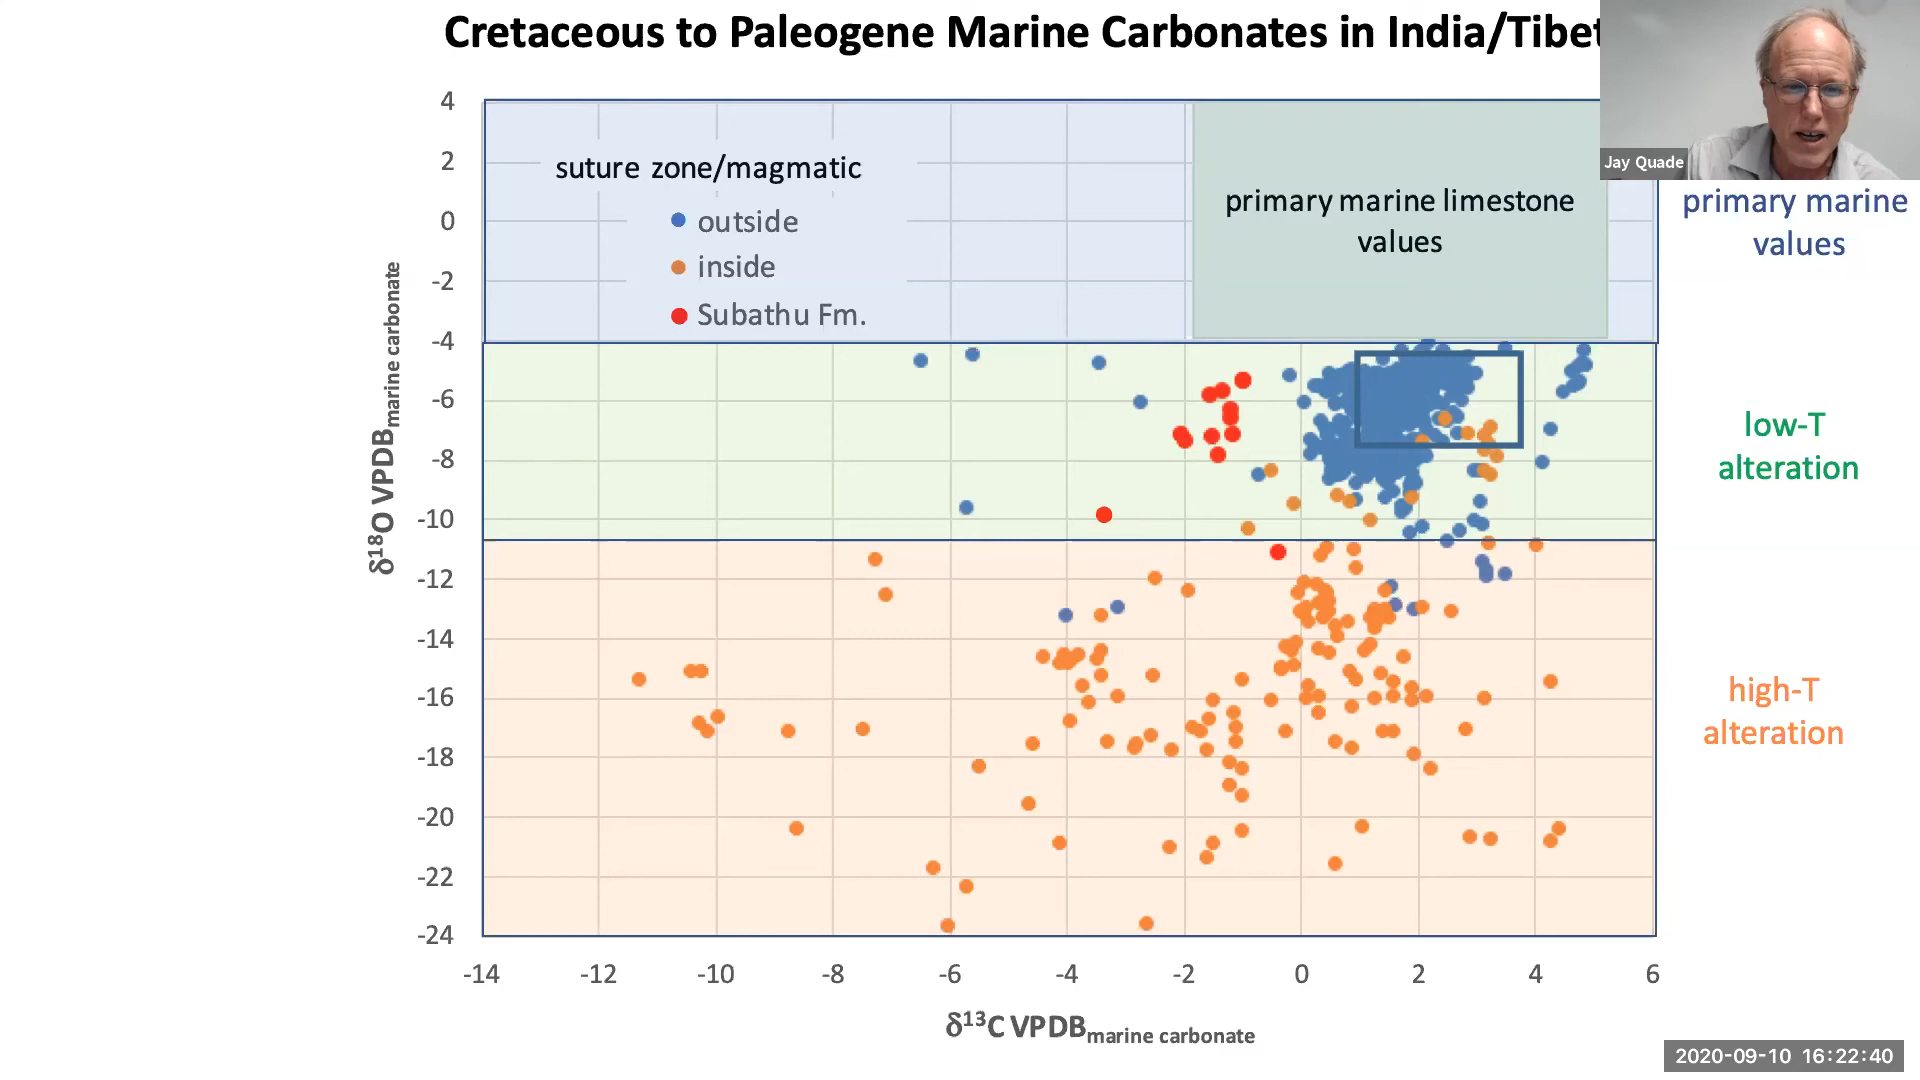 Cretaceous to Paleogene Marine Carbonates in India/Tibet
Jay Quade
4
2
0
-2
-4
-6
-8
-10
-12
-14
-16
-18
-20
-22
-24
δ18O VPDBmarine carbonate
suture zone/magmatic
outside
inside
Subathu Fm.
primary marine limestone
values
primary marine
values
low-T
alteration
high-T
alteration
-14 -12 -10 -8 -6 -4 -2 0 2 4 6
δ13C VPDBmarine carbonate
2020-09-10 16:22:40